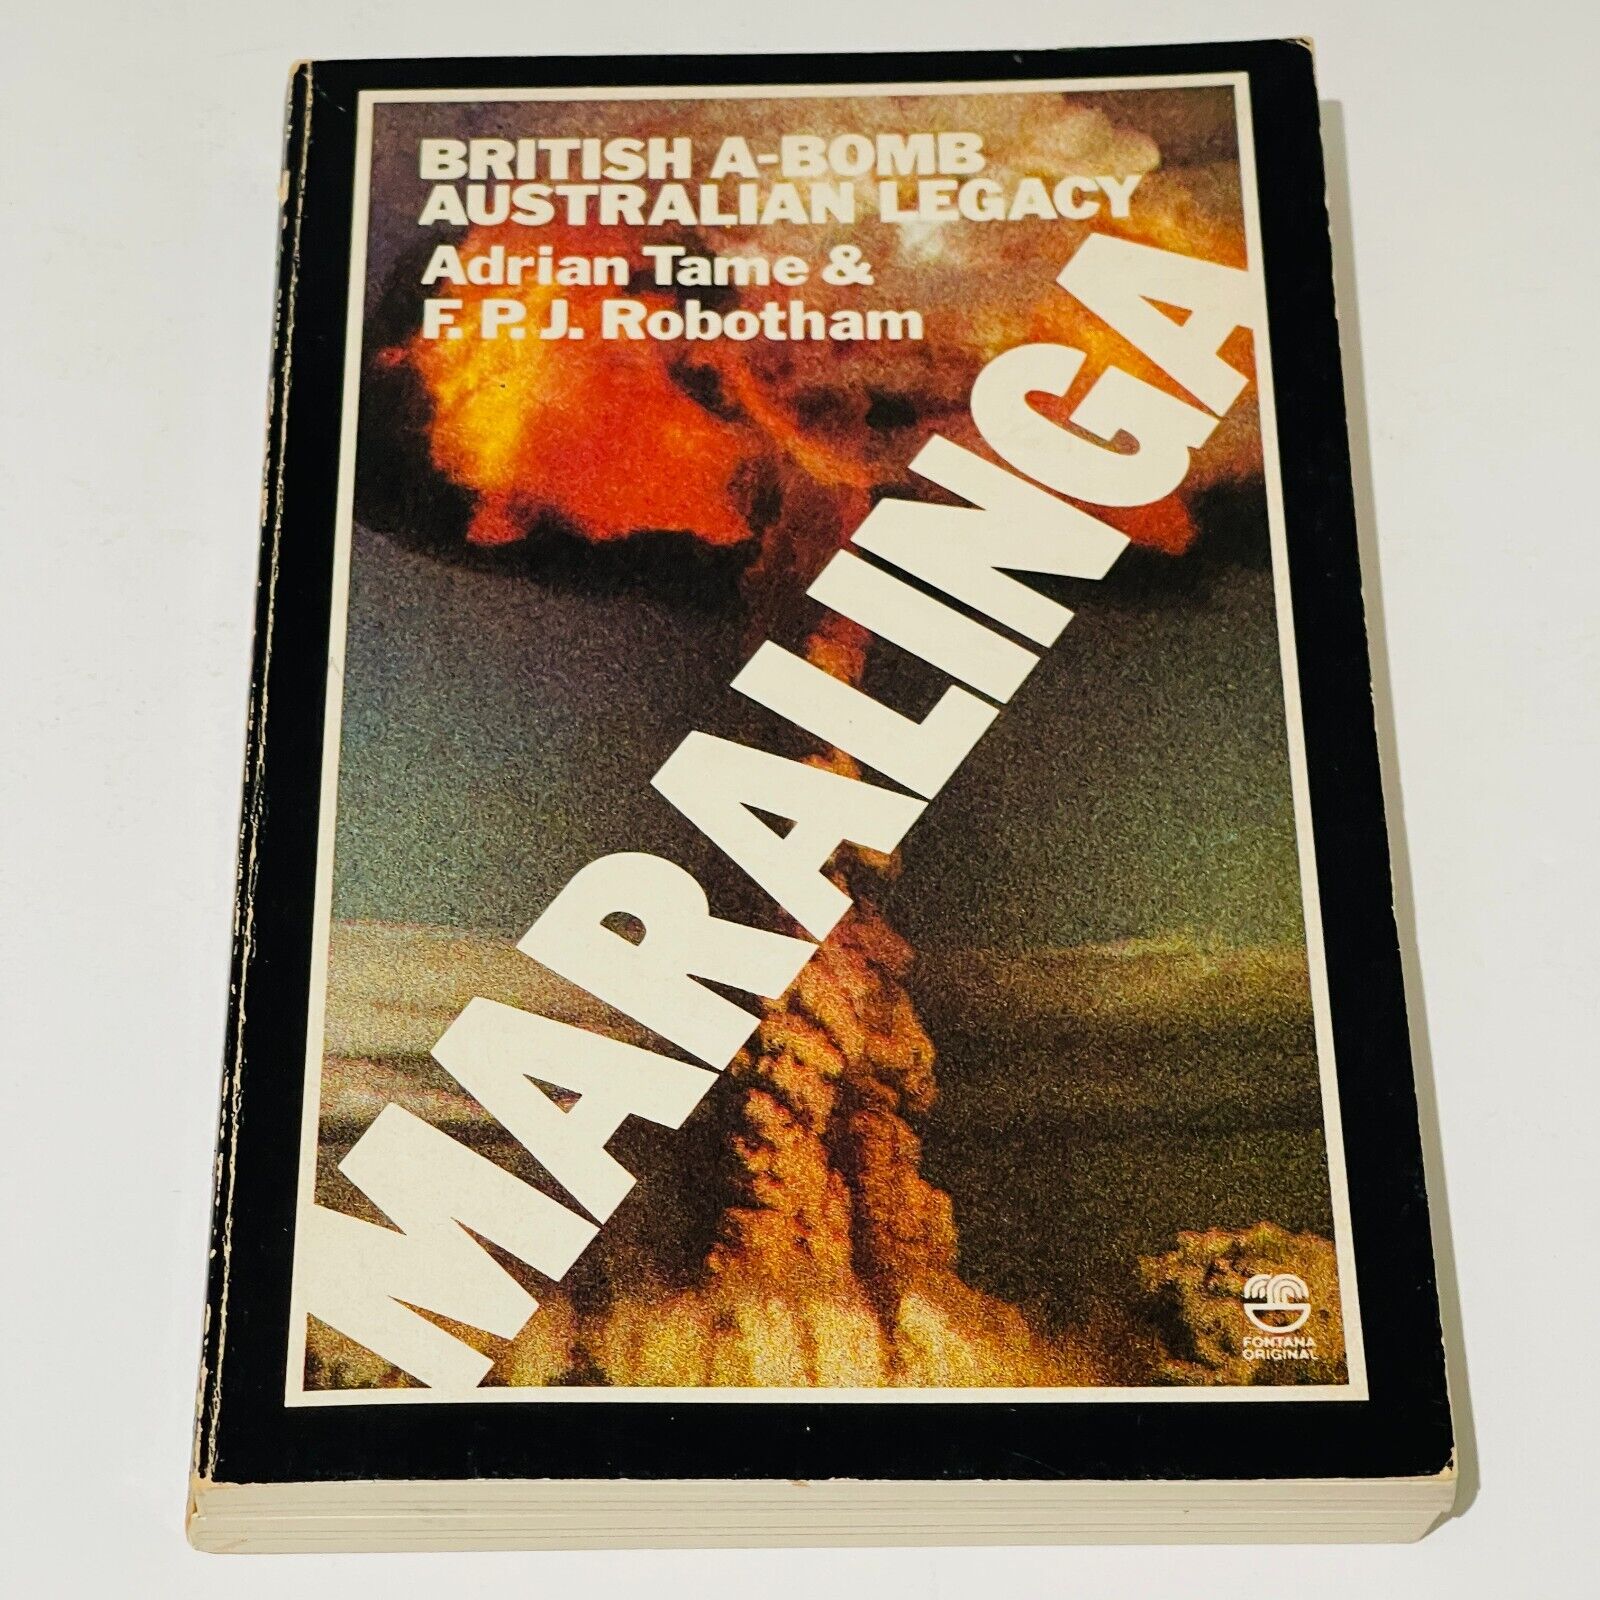 BRITISH A-BOMB
AUSTRALIAN LEGACY
Adrian Tame &
F. P. J. Robotham
MARALINGA
FONTANA
ORIGINAL